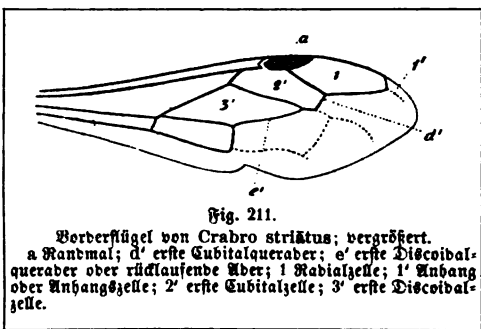 a
1'
1
2'
3'
d'
e'
Fig. 211.
Vorderflügel von Crabro striātus; vergrößert.
a Randmal; d' erste Cubitalquerader; e' erste Discoidal=
querader oder rücklaufende Ader; 1 Radialzelle; 1' Anhang
oder Anhangszelle; 2' erste Cubitalzelle; 3' erste Discoidal=
zelle.